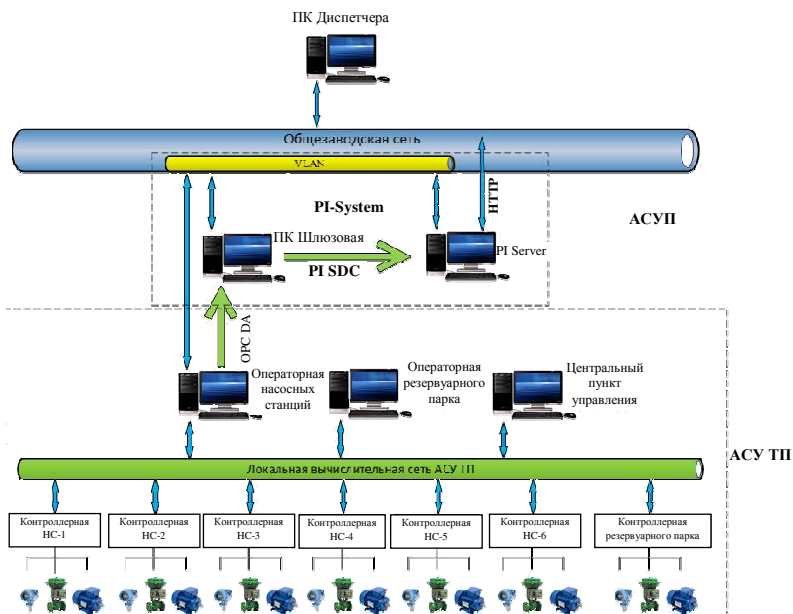 ПК Диспетчера
Общезаводская сеть
VLAN
HTTP
PI-System
АСУП
ПК Шлюзовая
PI Server
PI SDC
OPC DA
Операторная
насосных
станций
Операторная
резервуарного
парка
Центральный
пункт
управления
АСУ ТП
Локальная вычислительная сеть АСУ ТП
Контроллерная
НС-1
Контроллерная
НС-2
Контроллерная
НС-3
Контроллерная
НС-4
Контроллерная
НС-5
Контроллерная
НС-6
Контроллерная
резервуарного парка